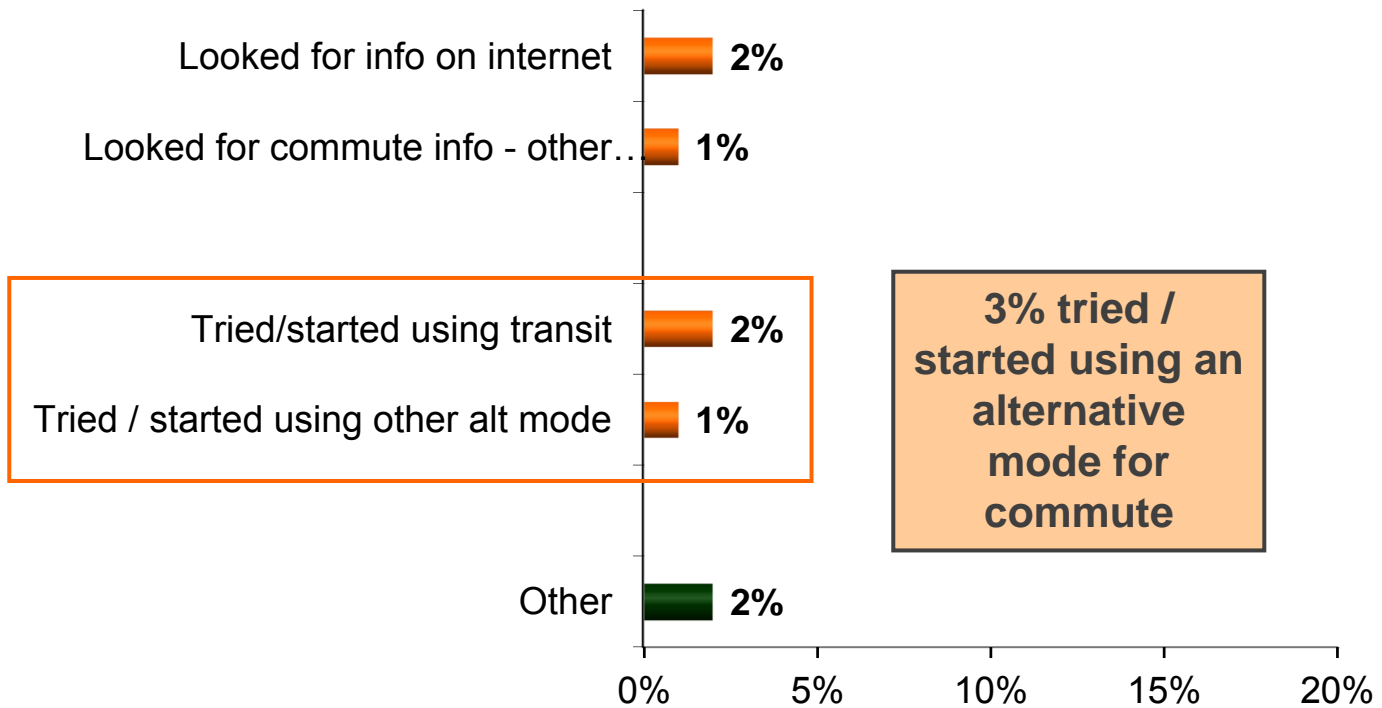 Looked for info on internet 2%
Looked for commute info - other… 1%
Tried/started using transit 2%
Tried / started using other alt mode 1%
3% tried /
started using an
alternative
mode for
commute
Other 2%
0% 5% 10% 15% 20%